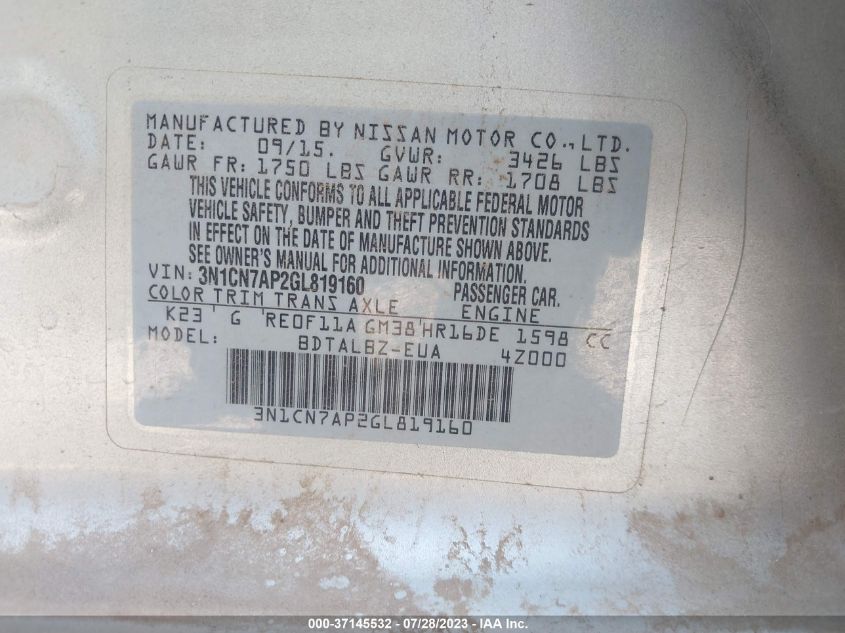 MANUFACTURED BY NISSAN MOTOR CO., LTD.
DATE: 09/15. GVWR: 3426 LBS
GAWR FR: 1750 LBS GAWR RR: 1708 LBS
THIS VEHICLE CONFORMS TO ALL APPLICABLE FEDERAL MOTOR
VEHICLE SAFETY, BUMPER AND THEFT PREVENTION STANDARDS
IN EFFECT ON THE DATE OF MANUFACTURE SHOWN ABOVE.
SEE OWNER'S MANUAL FOR ADDITIONAL INFORMATION.
VIN: 3N1CN7AP2GL819160 PASSENGER CAR.
COLOR TRIM TRANS AXLE ENGINE
K23 ' G 'RE0F11A GM38'HR16DE 1598 CC
MODEL: BDTALBZ-EUA 4Z000
3N1CN7AP2GL819160
000-37145532 - 07/28/2023 - IAA Inc.